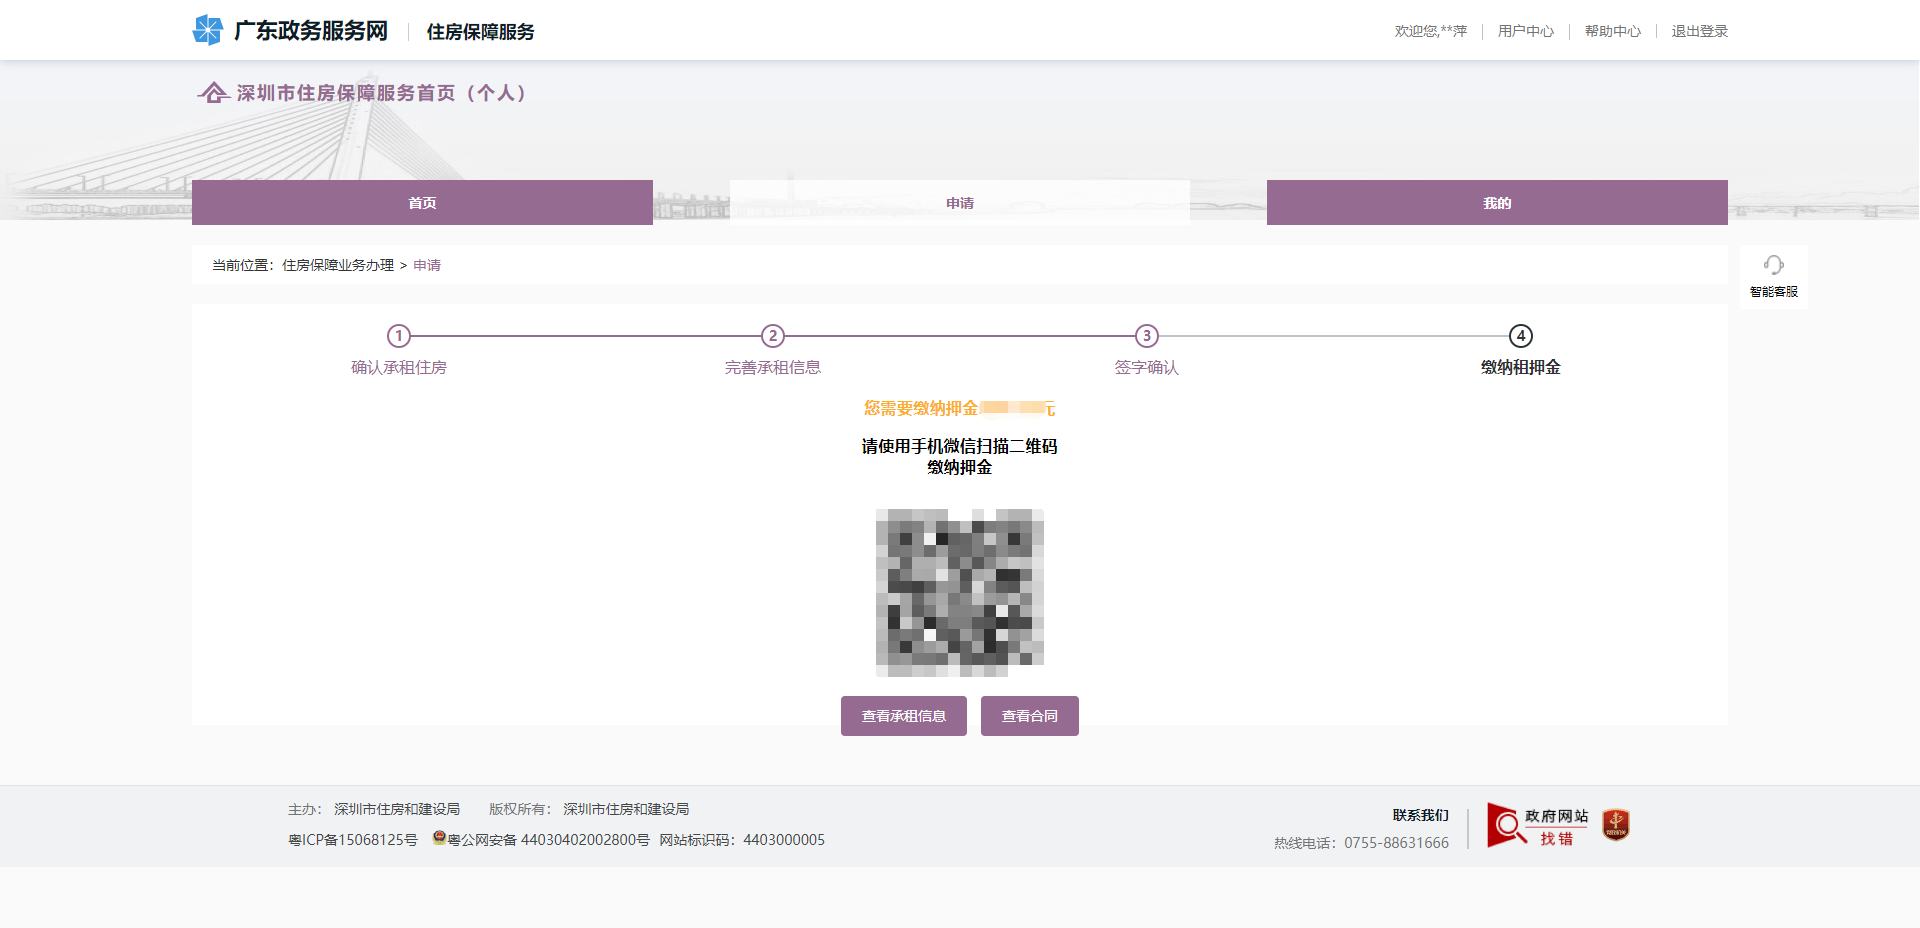 广东政务服务网
住房保障服务
欢迎您,**萍
用户中心
帮助中心
退出登录
深圳市住房保障服务首页（个人）
首页
申请
我的
当前位置：住房保障业务办理 > 申请
智能客服
1
2
3
4
确认承租住房
完善承租信息
签字确认
缴纳租押金
您需要缴纳押金
元
请使用手机微信扫描二维码
缴纳押金
查看承租信息
查看合同
主办： 深圳市住房和建设局 版权所有： 深圳市住房和建设局
粤ICP备15068125号 粤公网安备 44030402002800号 网站标识码：4403000005
联系我们
热线电话：0755-88631666
政府网站
找错